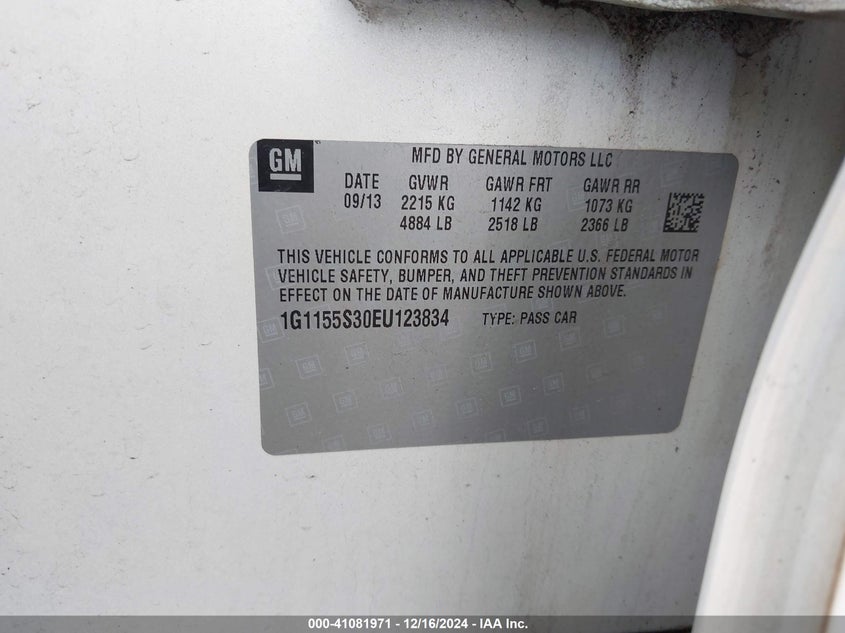 GM
MFD BY GENERAL MOTORS LLC
DATE GVWR GAWR FRT GAWR RR
09/13 2215 KG 1142 KG 1073 KG
4884 LB 2518 LB 2366 LB
THIS VEHICLE CONFORMS TO ALL APPLICABLE U.S. FEDERAL MOTOR
VEHICLE SAFETY, BUMPER, AND THEFT PREVENTION STANDARDS IN
EFFECT ON THE DATE OF MANUFACTURE SHOWN ABOVE.
1G1155S30EU123834 TYPE: PASS CAR
000-41081971 - 12/16/2024 - IAA Inc.